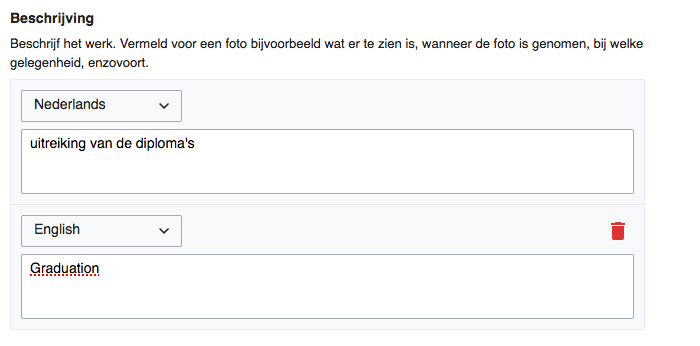 Beschrijving
Beschrijf het werk. Vermeld voor een foto bijvoorbeeld wat er te zien is, wanneer de foto is genomen, bij welke
gelegenheid, enzovoort.
Nederlands
uitreiking van de diploma's
English
Graduation